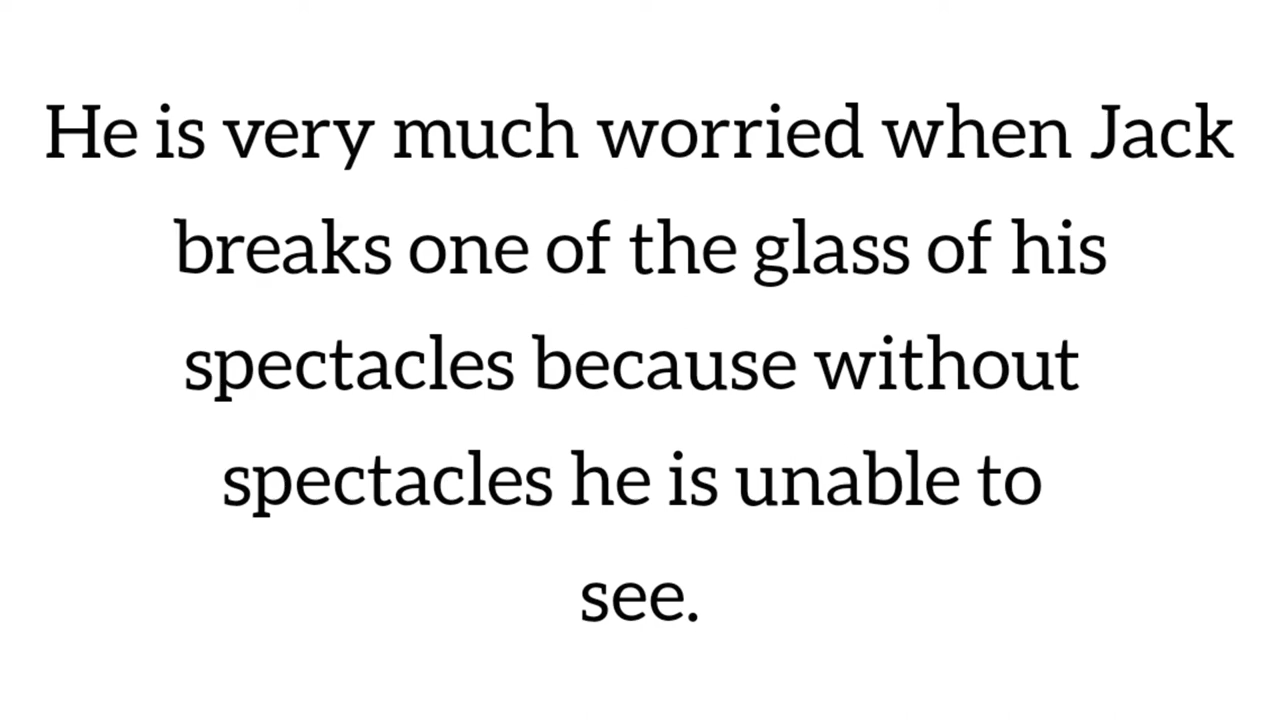 He is very much worried when Jack
breaks one of the glass of his
spectacles because without
spectacles he is unable to
see.